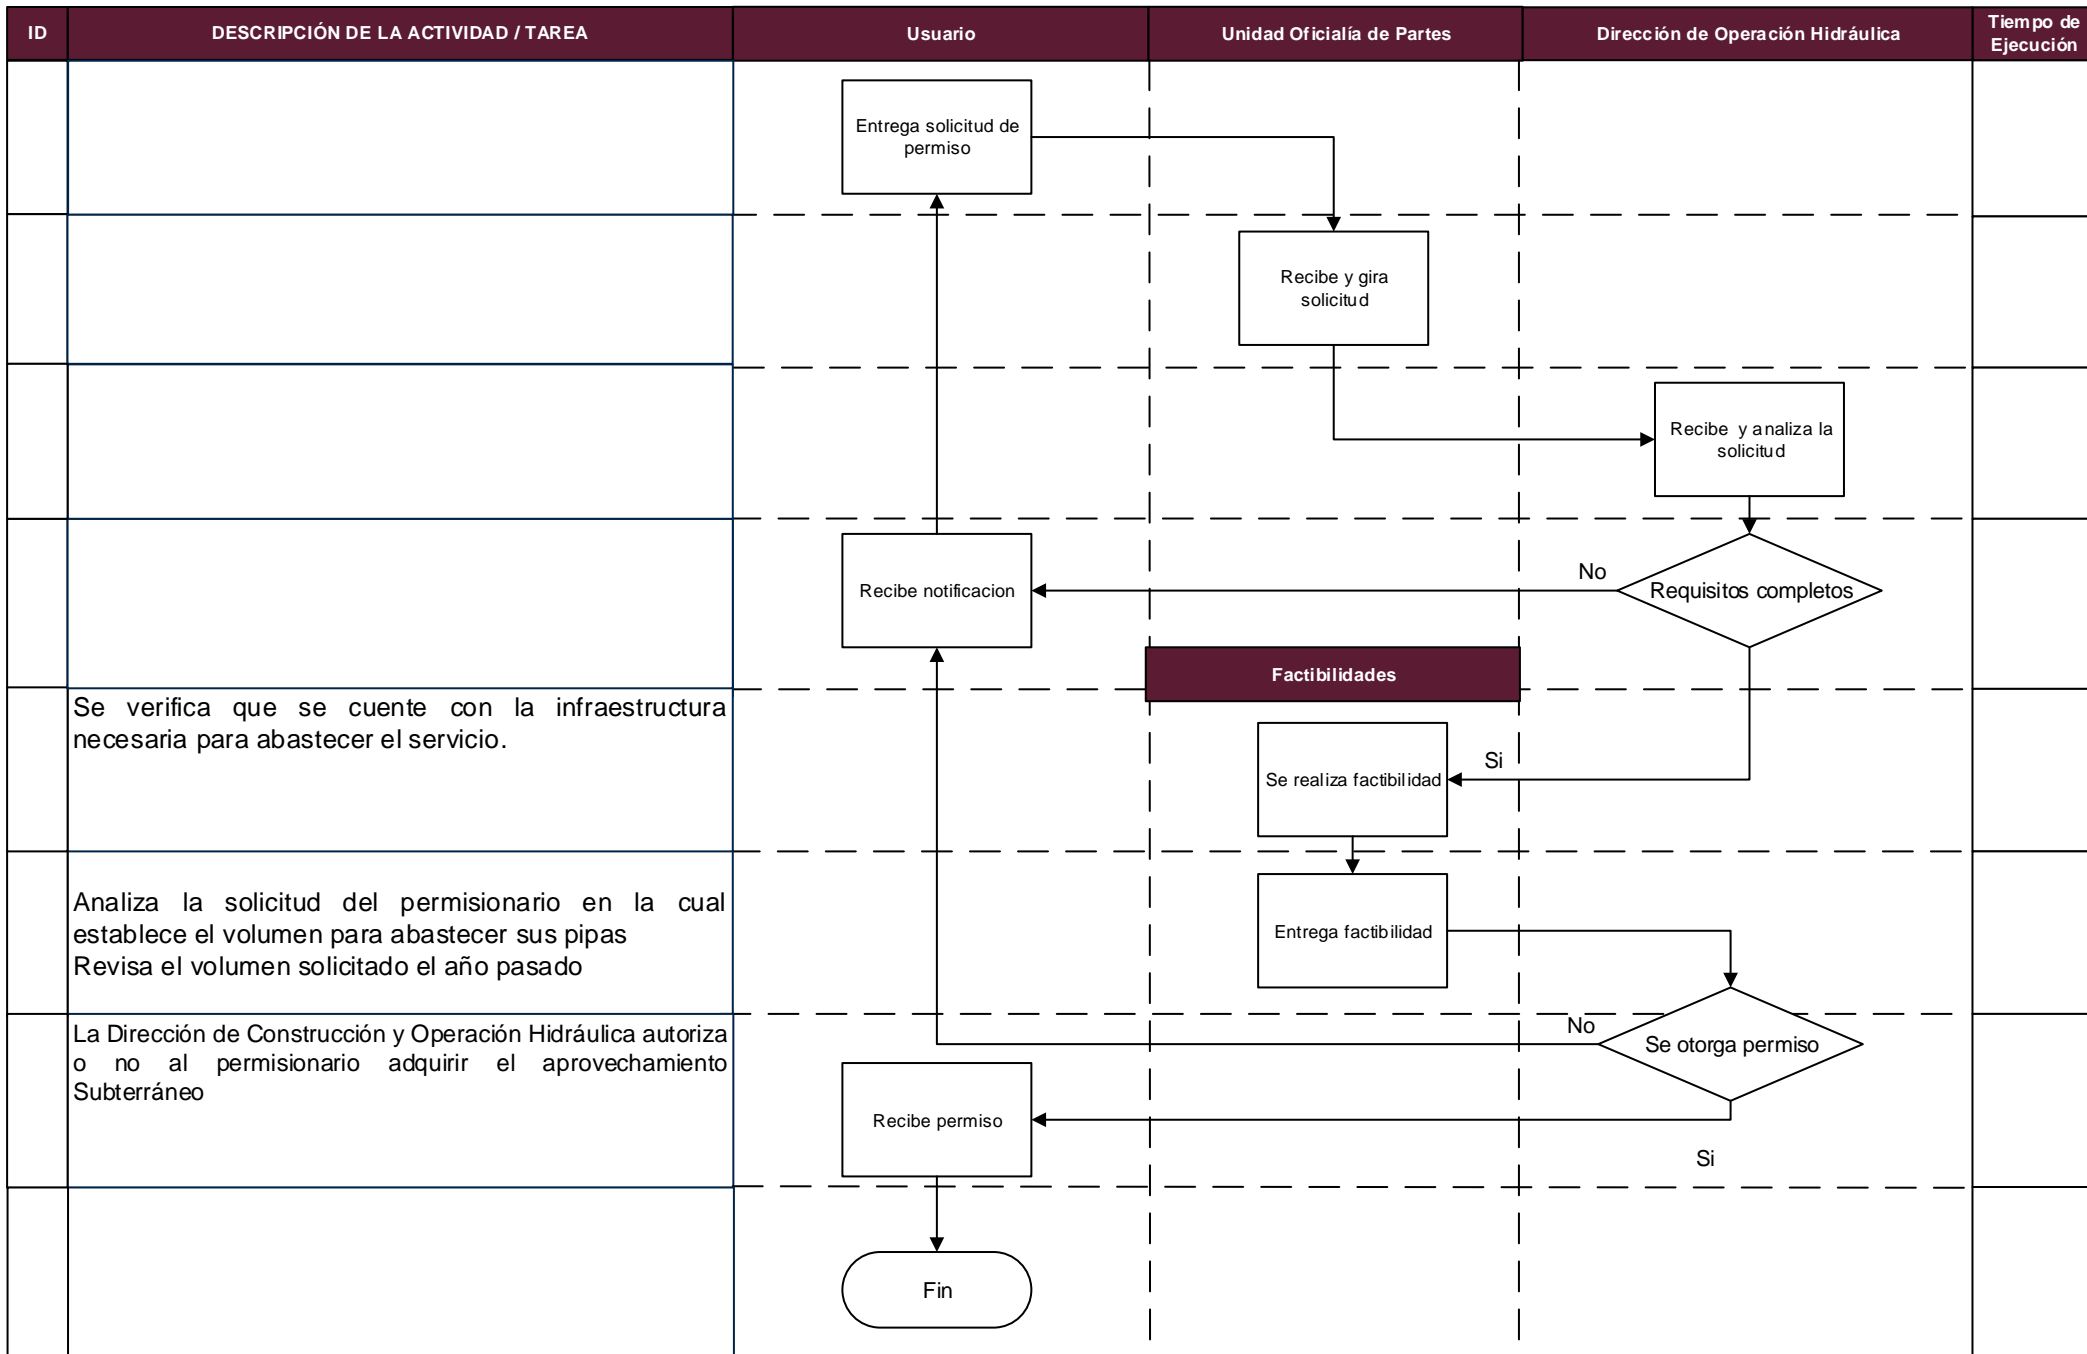 ID
DESCRIPCIÓN DE LA ACTIVIDAD / TAREA
Usuario
Unidad Oficialía de Partes
Dirección de Operación Hidráulica
Tiempo de
Ejecución
Entrega solicitud de
permiso
Recibe y gira
solicitud
Recibe y analiza la
solicitud
Requisitos completos
No
Recibe notificacion
Factibilidades
Se verifica que se cuente con la infraestructura
necesaria para abastecer el servicio.
Si
Se realiza factibilidad
Analiza la solicitud del permisionario en la cual
establece el volumen para abastecer sus pipas
Revisa el volumen solicitado el año pasado
Entrega factibilidad
La Dirección de Construcción y Operación Hidráulica autoriza
o no al permisionario adquirir el aprovechamiento
Subterráneo
No
Se otorga permiso
Recibe permiso
Si
Fin